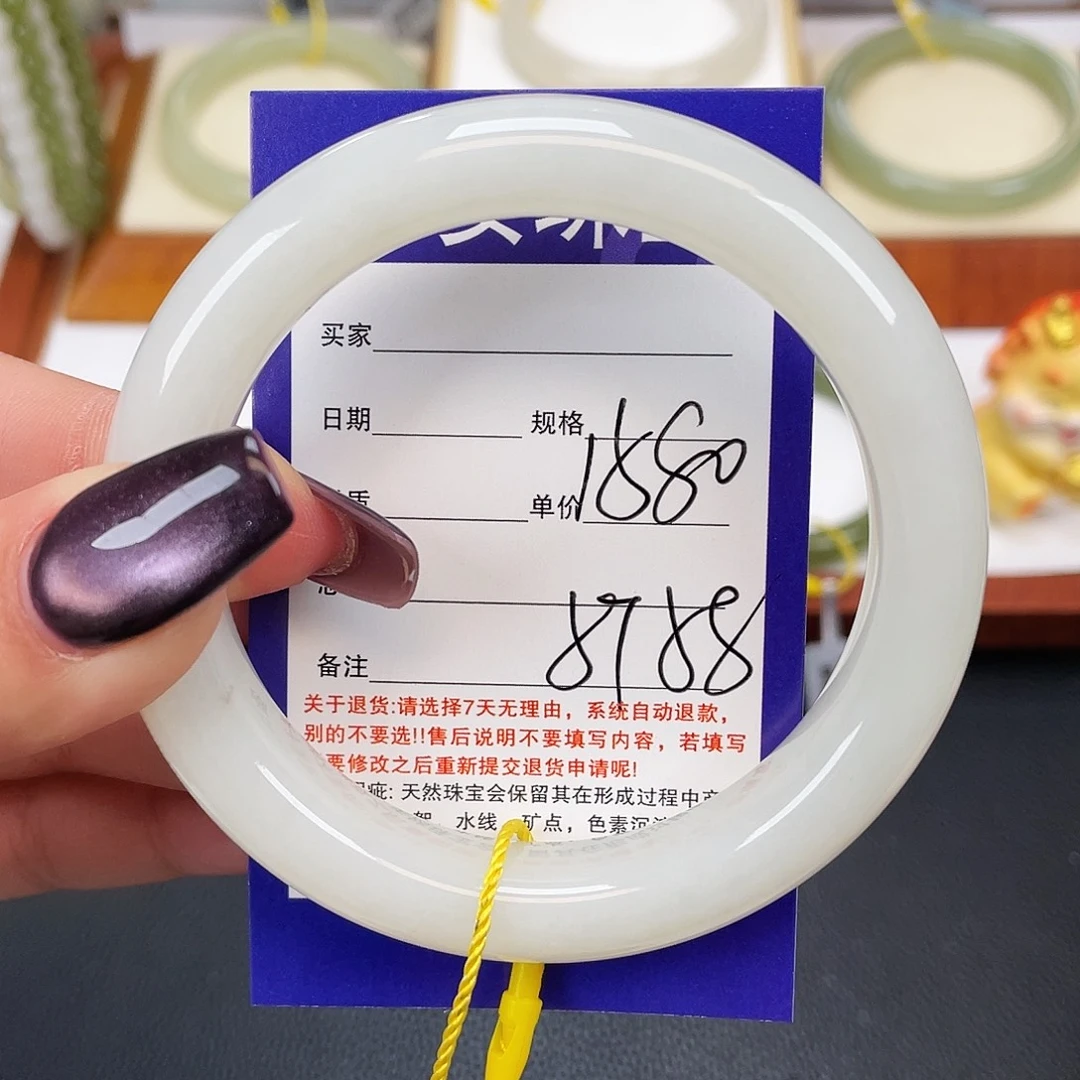 买家
日期 规格
1880
质 单价
8788
备注
关于退货:请选择7天无理由，系统自动退款，
别的不要选!!售后说明不要填写内容，若填写
要修改之后重新提交退货申请呢!
疵: 天然珠宝会保留其在形成过程中产
水线、矿点，色素沉